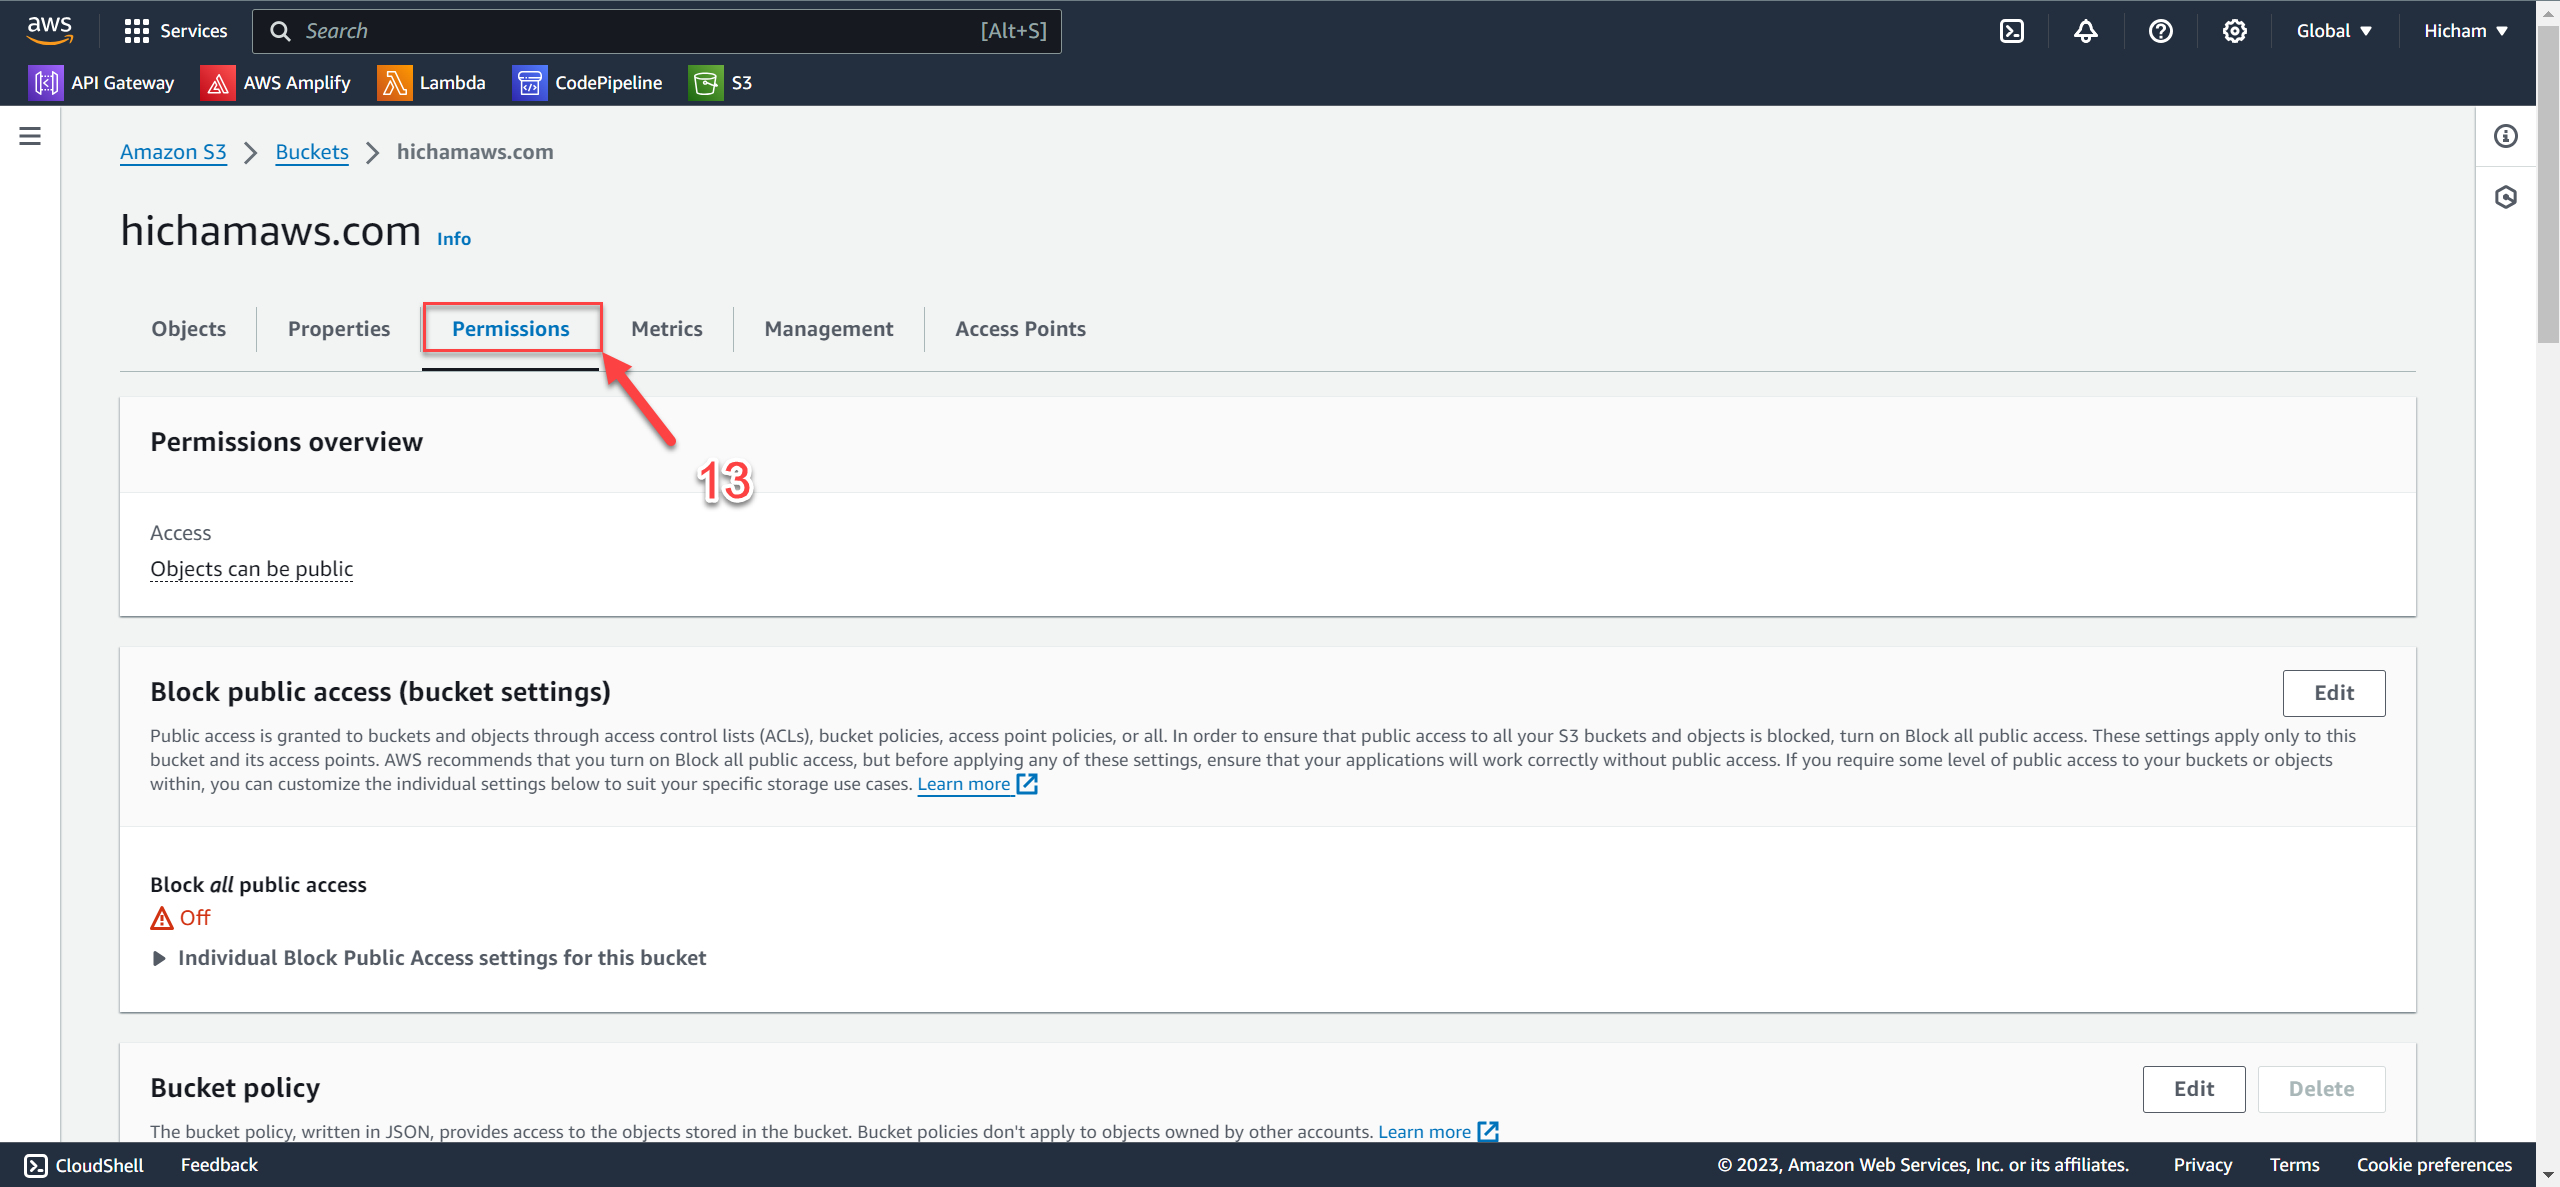 aws
Services
Search
[Alt+S]
Global ▼
Hicham ▼
API Gateway
AWS Amplify
Lambda
CodePipeline
S3
Amazon S3 > Buckets > hichamaws.com
hichamaws.com Info
Objects
Properties
Permissions
Metrics
Management
Access Points
13
Permissions overview
Access
Objects can be public
Block public access (bucket settings)
Edit
Public access is granted to buckets and objects through access control lists (ACLs), bucket policies, access point policies, or all. In order to ensure that public access to all your S3 buckets and objects is blocked, turn on Block all public access. These settings apply only to this
bucket and its access points. AWS recommends that you turn on Block all public access, but before applying any of these settings, ensure that your applications will work correctly without public access. If you require some level of public access to your buckets or objects
within, you can customize the individual settings below to suit your specific storage use cases. Learn more
Block all public access
Off
Individual Block Public Access settings for this bucket
Bucket policy
Edit
Delete
The bucket policy, written in JSON, provides access to the objects stored in the bucket. Bucket policies don't apply to objects owned by other accounts. Learn more
CloudShell
Feedback
© 2023, Amazon Web Services, Inc. or its affiliates.
Privacy
Terms
Cookie preferences